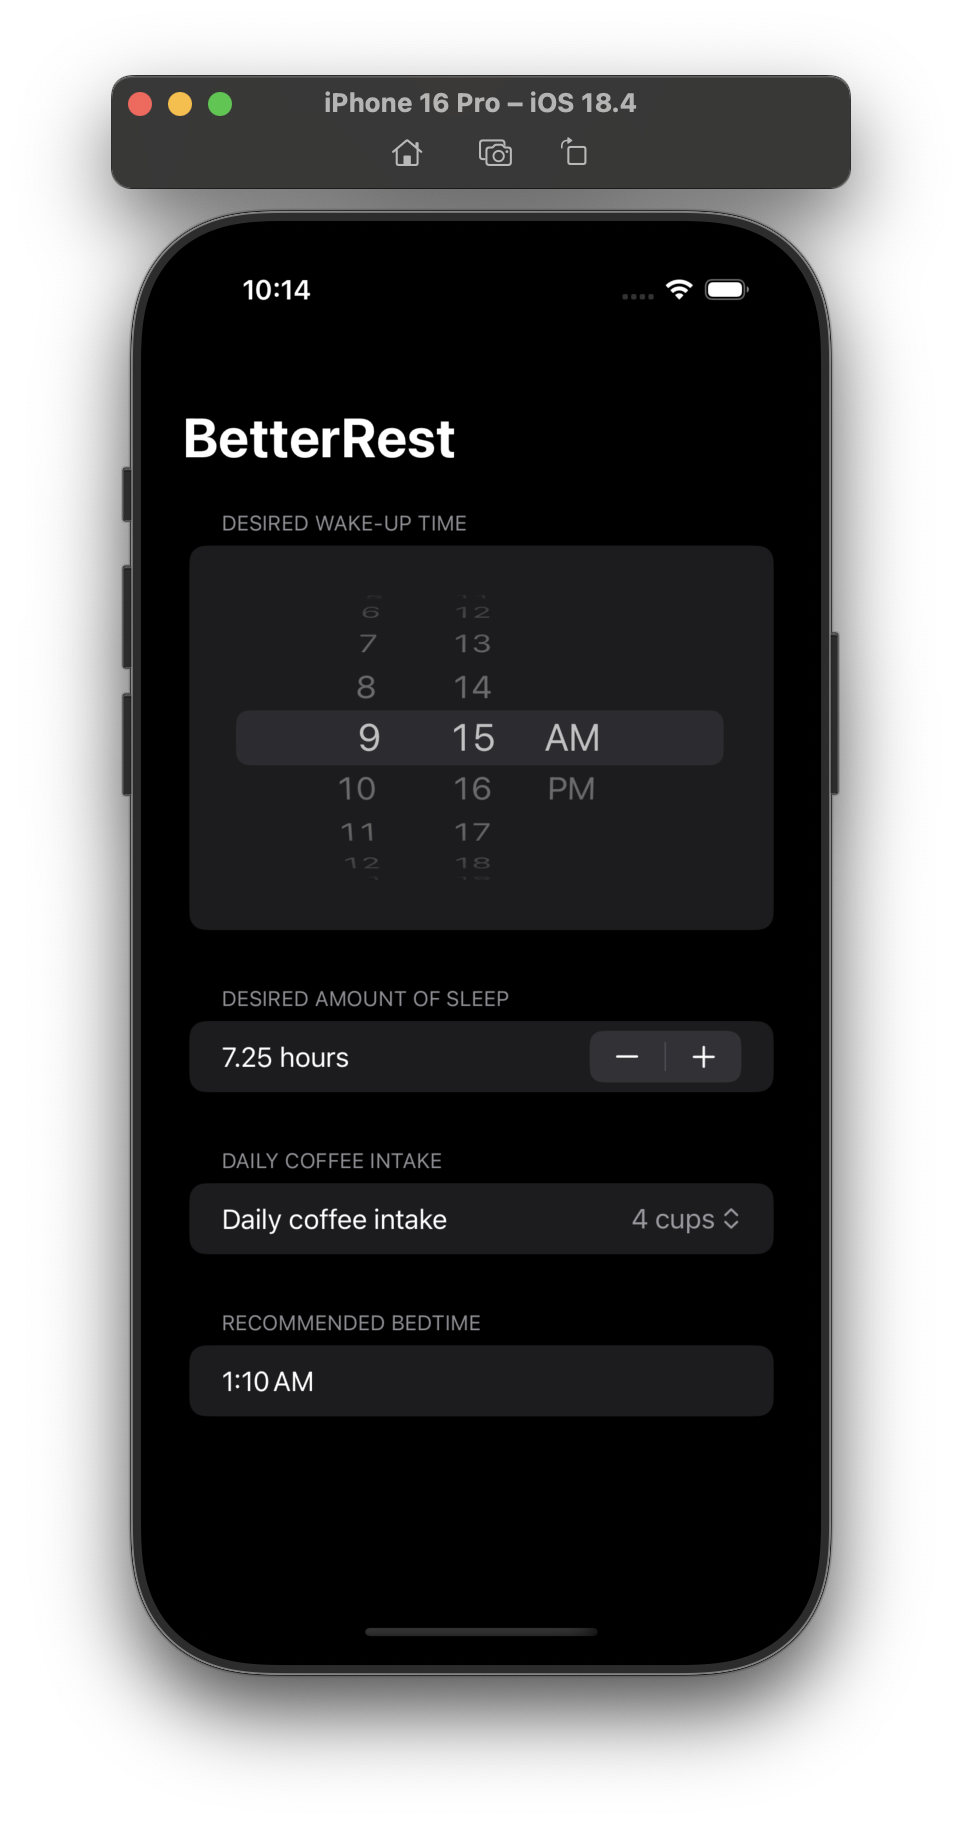 iPhone 16 Pro – iOS 18.4
10:14
BetterRest
DESIRED WAKE-UP TIME
6 12
7 13
8 14
9 15 AM
10 16 PM
11 17
12 18
DESIRED AMOUNT OF SLEEP
7.25 hours
DAILY COFFEE INTAKE
Daily coffee intake 4 cups
RECOMMENDED BEDTIME
1:10 AM